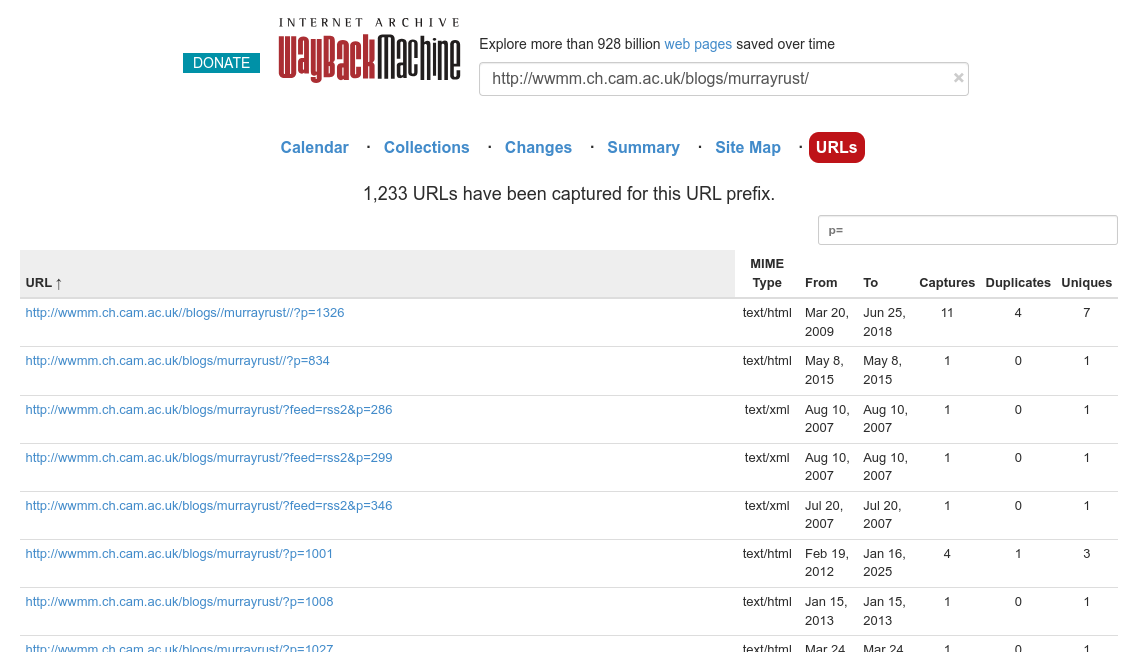 INTERNET ARCHIVE
WayBackMachine
DONATE
Explore more than 928 billion web pages saved over time
http://wwmm.ch.cam.ac.uk/blogs/murrayrust/ ×
Calendar · Collections · Changes · Summary · Site Map · URLs
1,233 URLs have been captured for this URL prefix.
p=
URL ↑ MIME Type From To Captures Duplicates Uniques
http://wwmm.ch.cam.ac.uk//blogs//murrayrust//?p=1326 text/html Mar 20, 2009 Jun 25, 2018 11 4 7
http://wwmm.ch.cam.ac.uk/blogs/murrayrust//?p=834 text/html May 8, 2015 May 8, 2015 1 0 1
http://wwmm.ch.cam.ac.uk/blogs/murrayrust/?feed=rss2&p=286 text/xml Aug 10, 2007 Aug 10, 2007 1 0 1
http://wwmm.ch.cam.ac.uk/blogs/murrayrust/?feed=rss2&p=299 text/xml Aug 10, 2007 Aug 10, 2007 1 0 1
http://wwmm.ch.cam.ac.uk/blogs/murrayrust/?feed=rss2&p=346 text/xml Jul 20, 2007 Jul 20, 2007 1 0 1
http://wwmm.ch.cam.ac.uk/blogs/murrayrust/?p=1001 text/html Feb 19, 2012 Jan 16, 2025 4 1 3
http://wwmm.ch.cam.ac.uk/blogs/murrayrust/?p=1008 text/html Jan 15, 2013 Jan 15, 2013 1 0 1
http://wwmm.ch.cam.ac.uk/blogs/murrayrust/?p=1027 text/html Mar 24, Mar 24, 1 0 1